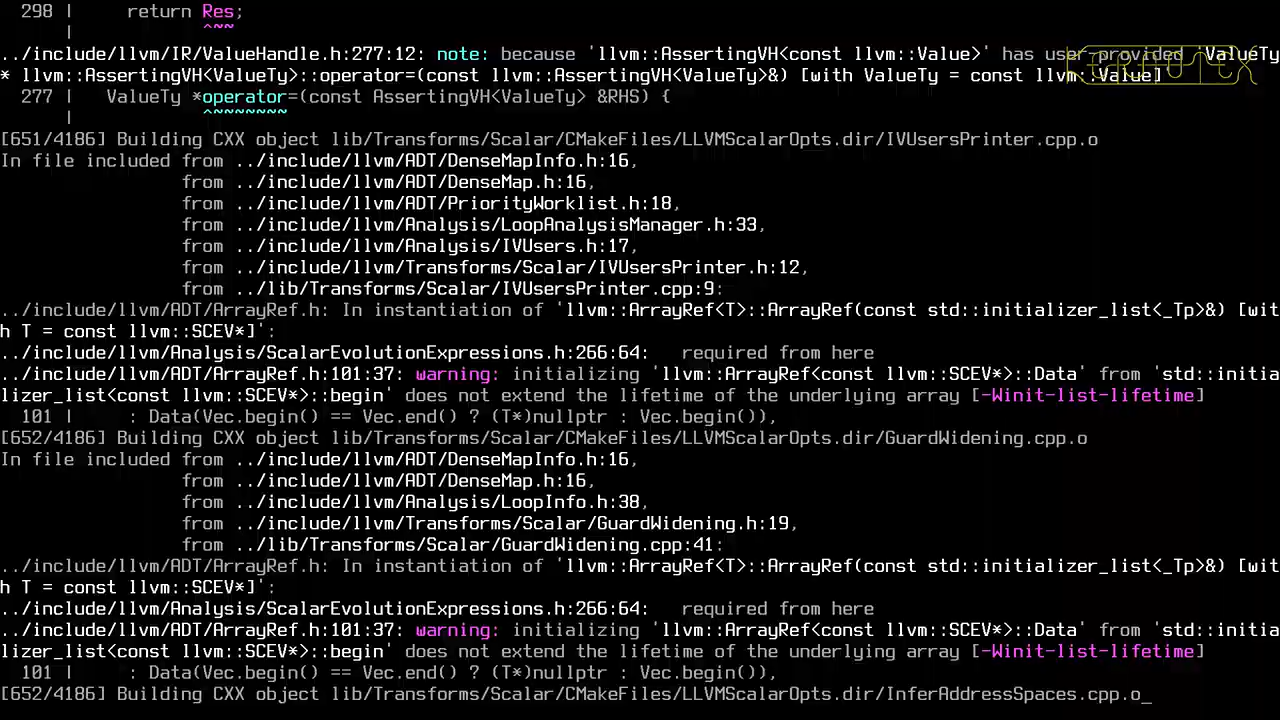 298 |     return Res;
    |            ^~~
../include/llvm/IR/ValueHandle.h:277:12: note: because 'llvm::AssertingVH<const llvm::Value>' has user-provided 'ValueTy
* llvm::AssertingVH<ValueTy>::operator=(const llvm::AssertingVH<ValueTy>&) [with ValueTy = const llvm::Value]'
277 |   ValueTy *operator=(const AssertingVH<ValueTy> &RHS) {
    |            ^~~~~~~~
[651/4186] Building CXX object lib/Transforms/Scalar/CMakeFiles/LLVMScalarOpts.dir/IVUsersPrinter.cpp.o
In file included from ../include/llvm/ADT/DenseMapInfo.h:16,
                 from ../include/llvm/ADT/DenseMap.h:16,
                 from ../include/llvm/ADT/PriorityWorklist.h:18,
                 from ../include/llvm/Analysis/LoopAnalysisManager.h:33,
                 from ../include/llvm/Analysis/IVUsers.h:17,
                 from ../include/llvm/Transforms/Scalar/IVUsersPrinter.h:12,
                 from ../lib/Transforms/Scalar/IVUsersPrinter.cpp:9:
../include/llvm/ADT/ArrayRef.h: In instantiation of 'llvm::ArrayRef<T>::ArrayRef(const std::initializer_list<_Tp>&) [wit
h T = const llvm::SCEV*]':
../include/llvm/Analysis/ScalarEvolutionExpressions.h:266:64:   required from here
../include/llvm/ADT/ArrayRef.h:101:37: warning: initializing 'llvm::ArrayRef<const llvm::SCEV*>::Data' from 'std::initia
lizer_list<const llvm::SCEV*>::begin' does not extend the lifetime of the underlying array [-Winit-list-lifetime]
101 |     : Data(Vec.begin() == Vec.end() ? (T*)nullptr : Vec.begin()),
[652/4186] Building CXX object lib/Transforms/Scalar/CMakeFiles/LLVMScalarOpts.dir/GuardWidening.cpp.o
In file included from ../include/llvm/ADT/DenseMapInfo.h:16,
                 from ../include/llvm/ADT/DenseMap.h:16,
                 from ../include/llvm/Analysis/LoopInfo.h:38,
                 from ../include/llvm/Transforms/Scalar/GuardWidening.h:19,
                 from ../lib/Transforms/Scalar/GuardWidening.cpp:41:
../include/llvm/ADT/ArrayRef.h: In instantiation of 'llvm::ArrayRef<T>::ArrayRef(const std::initializer_list<_Tp>&) [wit
h T = const llvm::SCEV*]':
../include/llvm/Analysis/ScalarEvolutionExpressions.h:266:64:   required from here
../include/llvm/ADT/ArrayRef.h:101:37: warning: initializing 'llvm::ArrayRef<const llvm::SCEV*>::Data' from 'std::initia
lizer_list<const llvm::SCEV*>::begin' does not extend the lifetime of the underlying array [-Winit-list-lifetime]
101 |     : Data(Vec.begin() == Vec.end() ? (T*)nullptr : Vec.begin()),
[652/4186] Building CXX object lib/Transforms/Scalar/CMakeFiles/LLVMScalarOpts.dir/InferAddressSpaces.cpp.o_